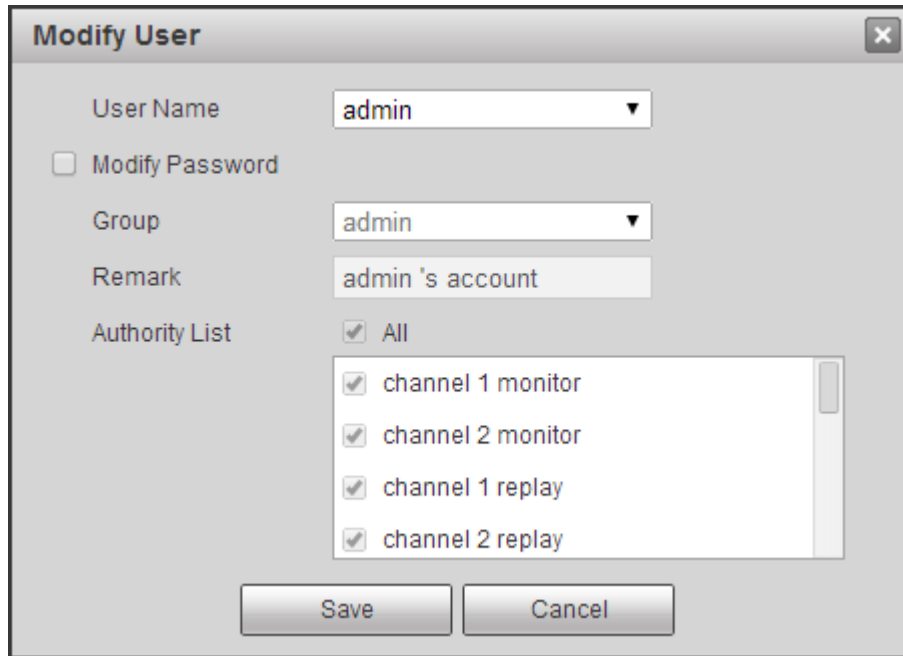 Modify User
User Name admin
Modify Password
Group admin
Remark admin 's account
Authority List All
channel 1 monitor
channel 2 monitor
channel 1 replay
channel 2 replay
Save Cancel